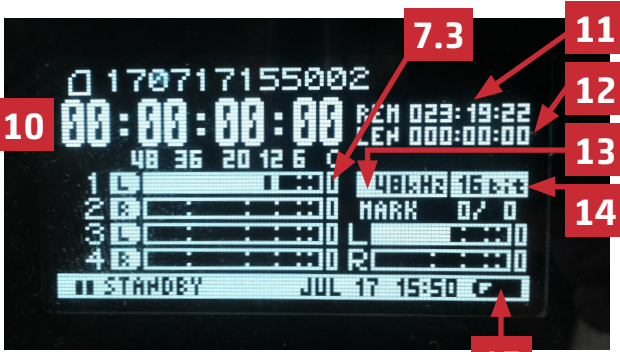 7.3
11
170717155002
12
10
00:00:00:00
REM 023:19:22
000:00:00
13
48 36 20 12 6 0
1 L 0 48kHz 16bit
14
2 R 0 MARK 0/ 0
3 L 0 L 0
4 R 0 R 0
STANDBY JUL 17 15:50